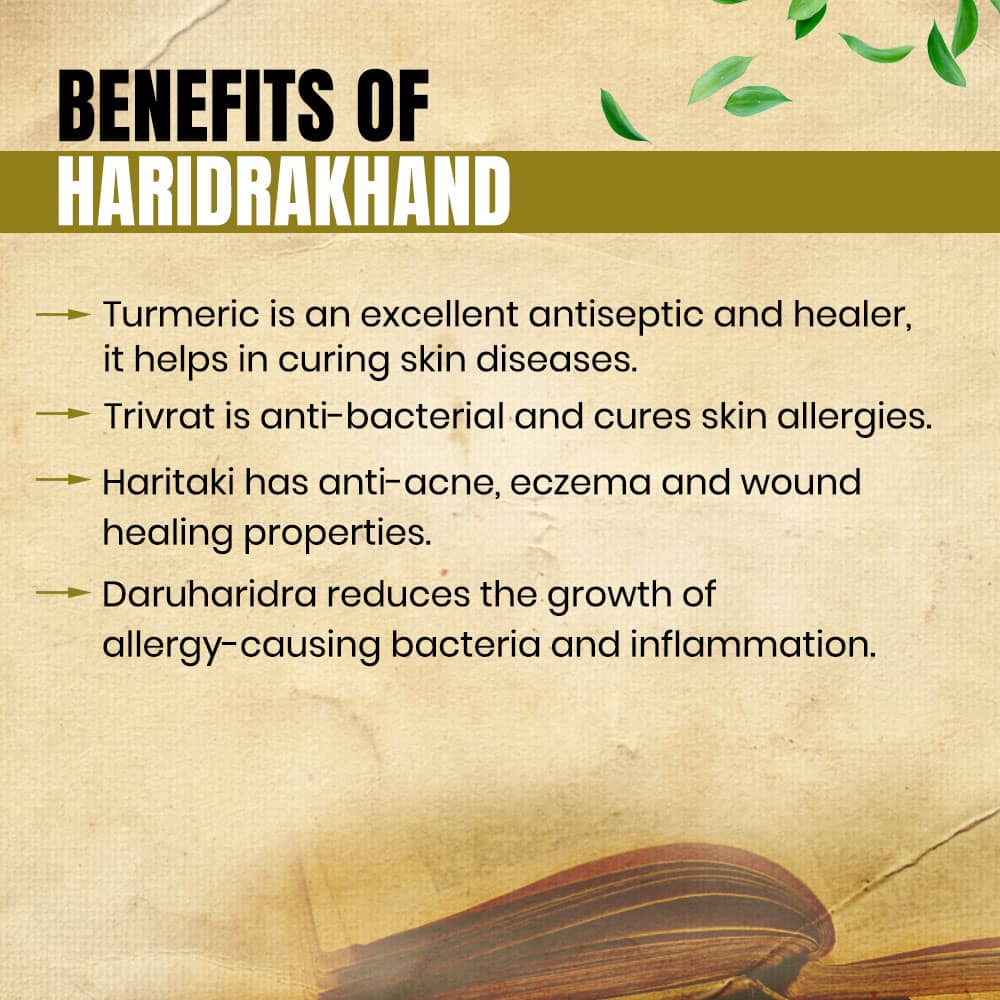 BENEFITS OF
HARIDRAKHAND
Turmeric is an excellent antiseptic and healer,
it helps in curing skin diseases.
Trivrat is anti-bacterial and cures skin allergies.
Haritaki has anti-acne, eczema and wound
healing properties.
Daruharidra reduces the growth of
allergy-causing bacteria and inflammation.